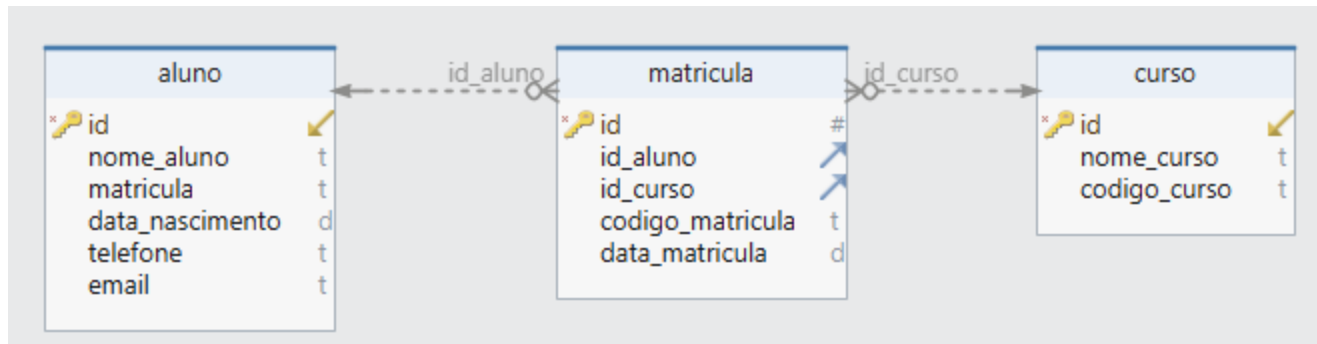 aluno
id
nome_aluno t
matricula t
data_nascimento d
telefone t
email t
id_aluno
matricula
id #
id_aluno
id_curso
codigo_matricula t
data_matricula d
id_curso
curso
id
nome_curso t
codigo_curso t